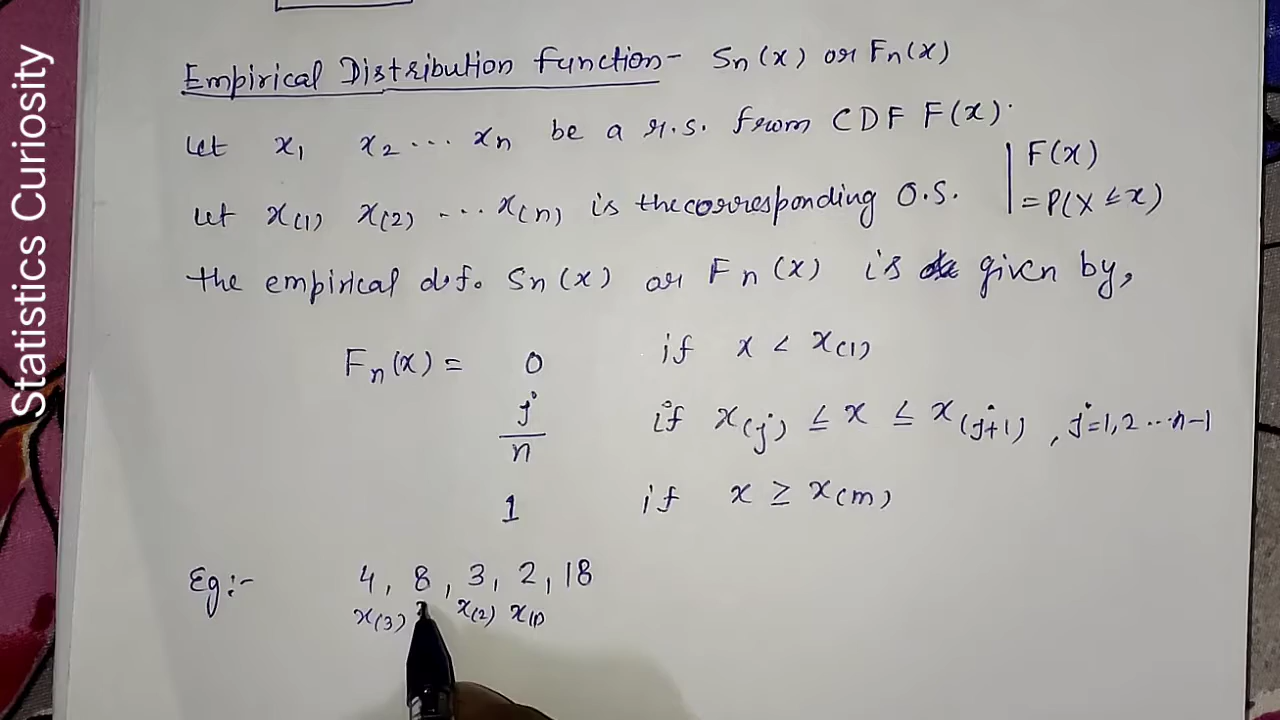 Statistics Curiosity
Empirical Distribution Function- Sn(x) or Fn(x)
Let x1 x2 ... xn be a r.s. from CDF F(x).
F(x)
= P(X ≤ x)
Let x(1) x(2) ... x(n) is the corresponding O.S.
the empirical d.f. Sn(x) or Fn(x) is given by,
Fn(x) = 0 if x < x(1)
j/n if x(j) ≤ x ≤ x(j+1) , j=1,2...n-1
1 if x ≥ x(m)
Eg:- 4, 8, 3, 2, 18
x(3) x(2) x(1)